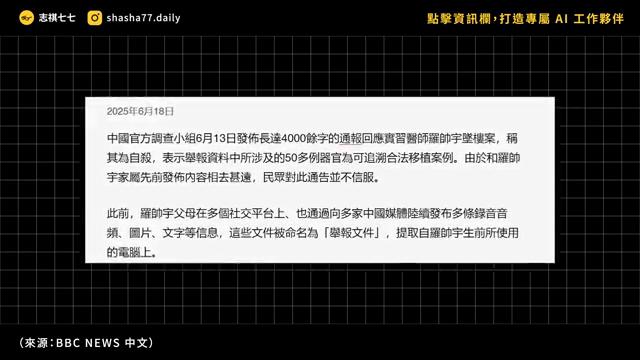 志祺七七
shasha77.daily
點擊資訊欄,打造專屬 AI 工作夥伴
2025年6月18日
中國官方調查小組6月13日發佈長達4000餘字的通報回應實習醫師羅帥宇墜樓案，稱
其為自殺，表示舉報資料中所涉及的50多例器官為可追溯合法移植案例。由於和羅帥
宇家屬先前發佈內容相去甚遠，民眾對此通告並不信服。
此前，羅帥宇父母在多個社交平台上、也通過向多家中國媒體陸續發布多條錄音音
頻、圖片、文字等信息，這些文件被命名為「舉報文件」，提取自羅帥宇生前所使用
的電腦上。
（來源：BBC NEWS 中文）